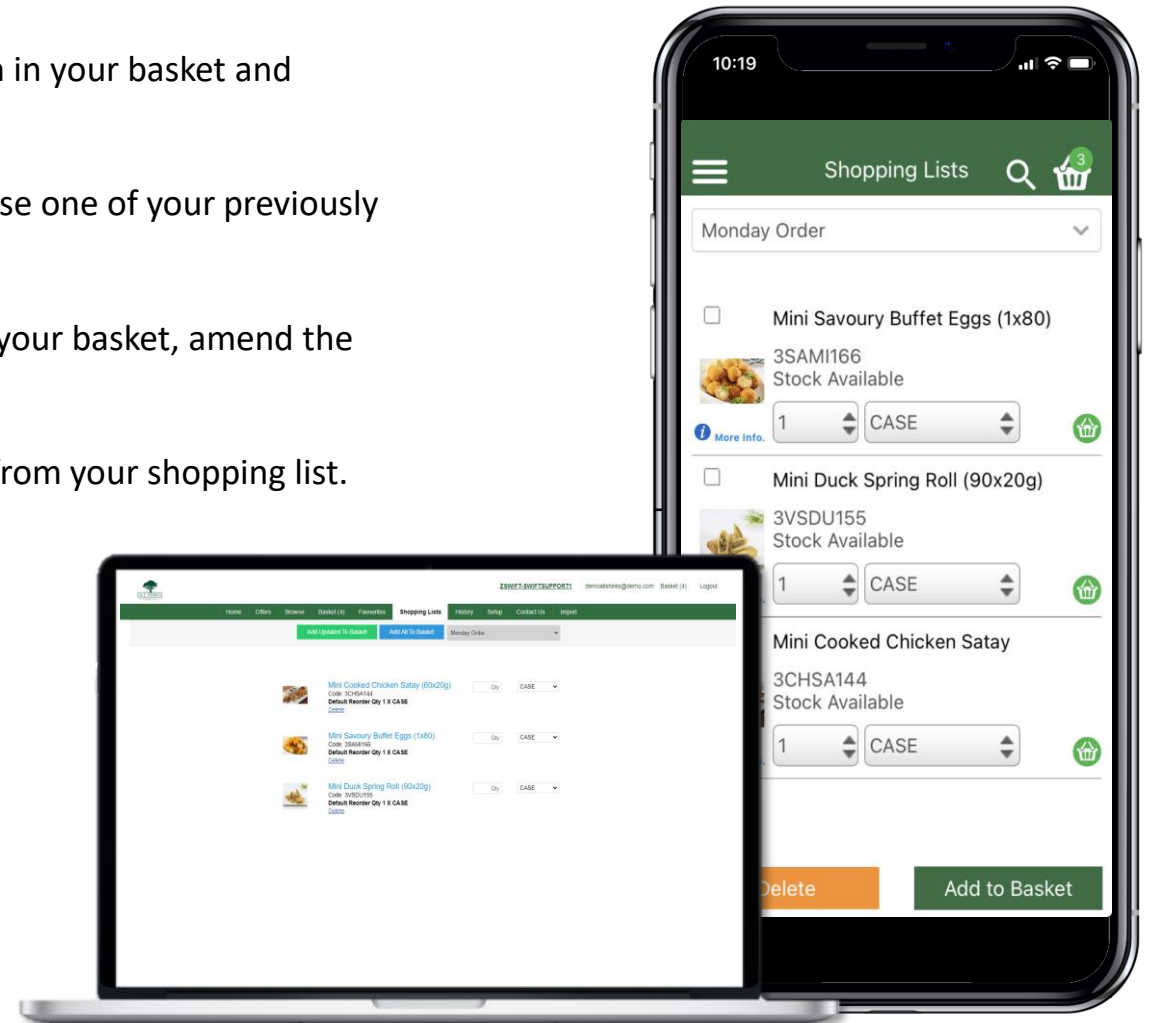 in your basket and
se one of your previously
your basket, amend the
from your shopping list.
10:19
Shopping Lists
3
Monday Order
Mini Savoury Buffet Eggs (1x80)
3SAMI166
Stock Available
More Info.
1 CASE
Mini Duck Spring Roll (90x20g)
3VSDU155
Stock Available
1 CASE
Mini Cooked Chicken Satay
3CHSA144
Stock Available
1 CASE
Delete
Add to Basket
ZSWIFT-SWIFTSUPPORT1 Basket (4) Logout
Home Offers Browse Basket (4) Favourites Shopping Lists History Setup Contact Us Import
Add Updated To Basket Add All To Basket Monday Order
Mini Cooked Chicken Satay (60x20g) Qty CASE
Code 3CHSA144
Default Reorder Qty 1 X CASE
Delete
Mini Savoury Buffet Eggs (1x80) Qty CASE
Code 3SAMI166
Default Reorder Qty 1 X CASE
Delete
Mini Duck Spring Roll (90x20g) Qty CASE
Code 3VSDU155
Default Reorder Qty 1 X CASE
Delete